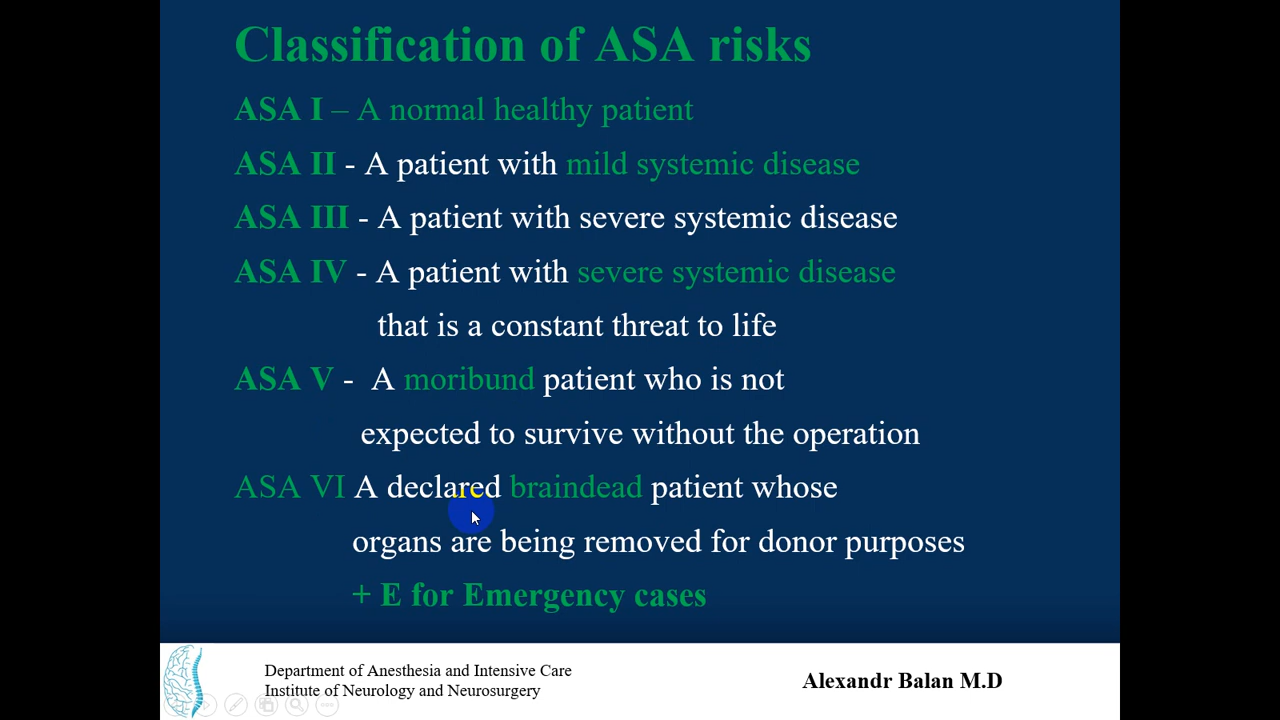 Classification of ASA risks
ASA I – A normal healthy patient
ASA II - A patient with mild systemic disease
ASA III - A patient with severe systemic disease
ASA IV - A patient with severe systemic disease
that is a constant threat to life
ASA V - A moribund patient who is not
expected to survive without the operation
ASA VI A declared braindead patient whose
organs are being removed for donor purposes
+ E for Emergency cases
Department of Anesthesia and Intensive Care
Institute of Neurology and Neurosurgery
Alexandr Balan M.D